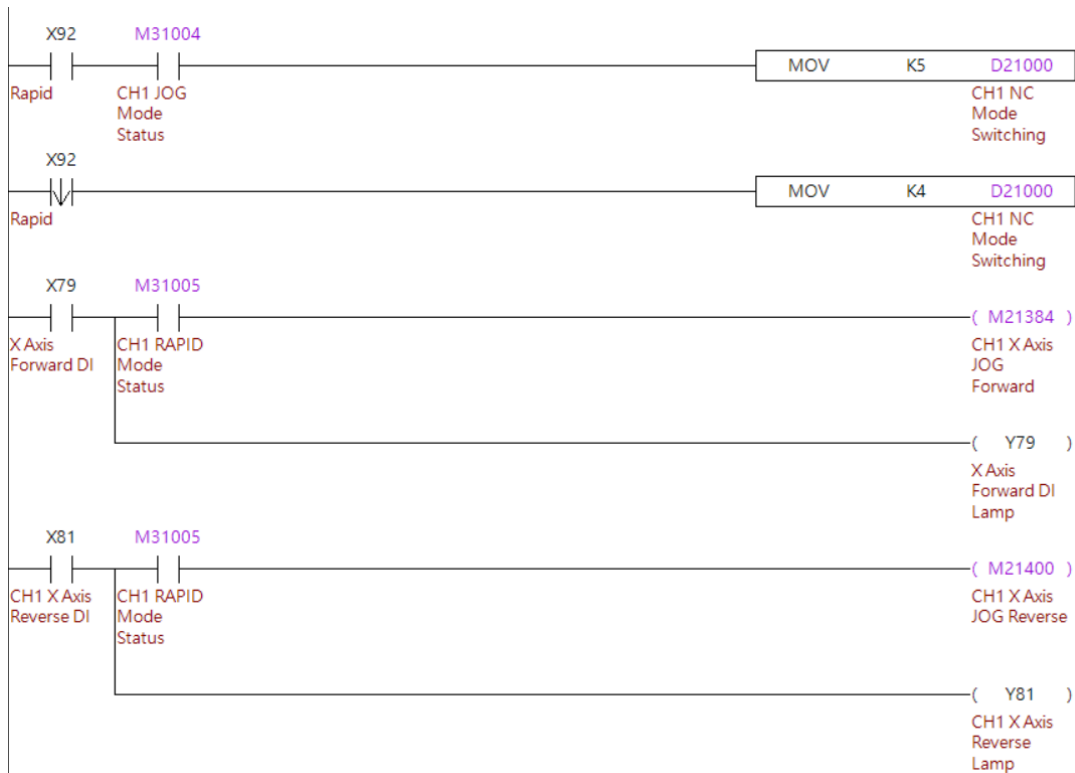 X92 M31004
MOV K5 D21000
Rapid CH1 JOG CH1 NC
Mode Mode
Status Switching
X92
MOV K4 D21000
Rapid CH1 NC
Mode
Switching
X79 M31005
( M21384 )
X Axis CH1 RAPID CH1 X Axis
Forward DI Mode JOG
Status Forward
( Y79 )
X Axis
Forward DI
Lamp
X81 M31005
( M21400 )
CH1 X Axis CH1 RAPID CH1 X Axis
Reverse DI Mode JOG Reverse
Status
( Y81 )
CH1 X Axis
Reverse
Lamp